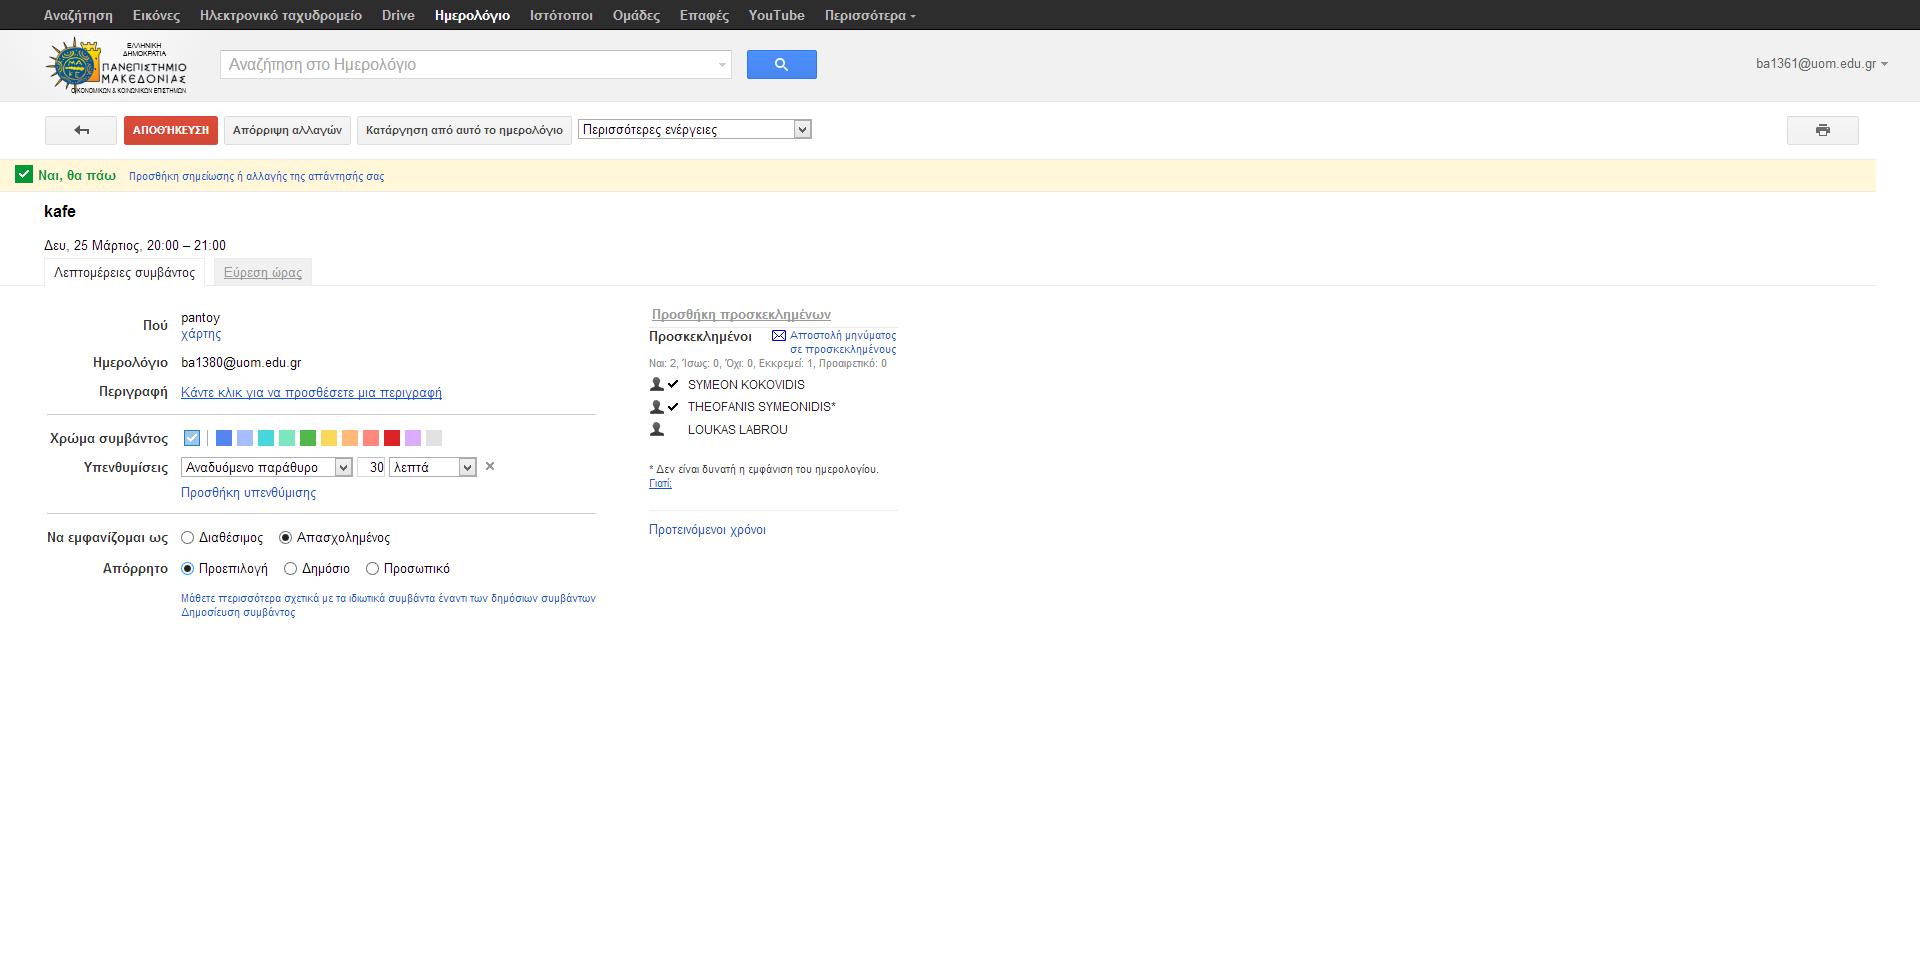 Αναζήτηση Εικόνες Ηλεκτρονικό ταχυδρομείο Drive Ημερολόγιο Ιστότοποι Ομάδες Επαφές YouTube Περισσότερα
ΕΛΛΗΝΙΚΗ
ΔΗΜΟΚΡΑΤΙΑ
ΠΑΝΕΠΙΣΤΗΜΙΟ
ΜΑΚΕΔΟΝΙΑΣ
ΟΙΚΟΝΟΜΙΚΩΝ & ΚΟΙΝΩΝΙΚΩΝ ΕΠΙΣΤΗΜΩΝ
Αναζήτηση στο Ημερολόγιο
ba1361@uom.edu.gr
ΑΠΟΘΉΚΕΥΣΗ Απόρριψη αλλαγών Κατάργηση από αυτό το ημερολόγιο Περισσότερες ενέργειες
Ναι, θα πάω Προσθήκη σημείωσης ή αλλαγής της απάντησής σας
kafe
Δευ, 25 Μάρτιος, 20:00 – 21:00
Λεπτομέρειες συμβάντος Εύρεση ώρας
Πού pantoy
χάρτης
Ημερολόγιο ba1380@uom.edu.gr
Περιγραφή Κάντε κλικ για να προσθέσετε μια περιγραφή
Χρώμα συμβάντος
Υπενθυμίσεις Αναδυόμενο παράθυρο 30 λεπτά
Προσθήκη υπενθύμισης
Να εμφανίζομαι ως Διαθέσιμος Απασχολημένος
Απόρρητο Προεπιλογή Δημόσιο Προσωπικό
Μάθετε περισσότερα σχετικά με τα ιδιωτικά συμβάντα έναντι των δημόσιων συμβάντων
Δημοσίευση συμβάντος
Προσθήκη προσκεκλημένων
Προσκεκλημένοι Αποστολή μηνύματος
σε προσκεκλημένους
Ναι: 2, Ίσως: 0, Όχι: 0, Εκκρεμεί: 1, Προαιρετικό: 0
SYMEON KOKOVIDIS
THEOFANIS SYMEONIDIS*
LOUKAS LABROU
* Δεν είναι δυνατή η εμφάνιση του ημερολογίου.
Γιατί;
Προτεινόμενοι χρόνοι